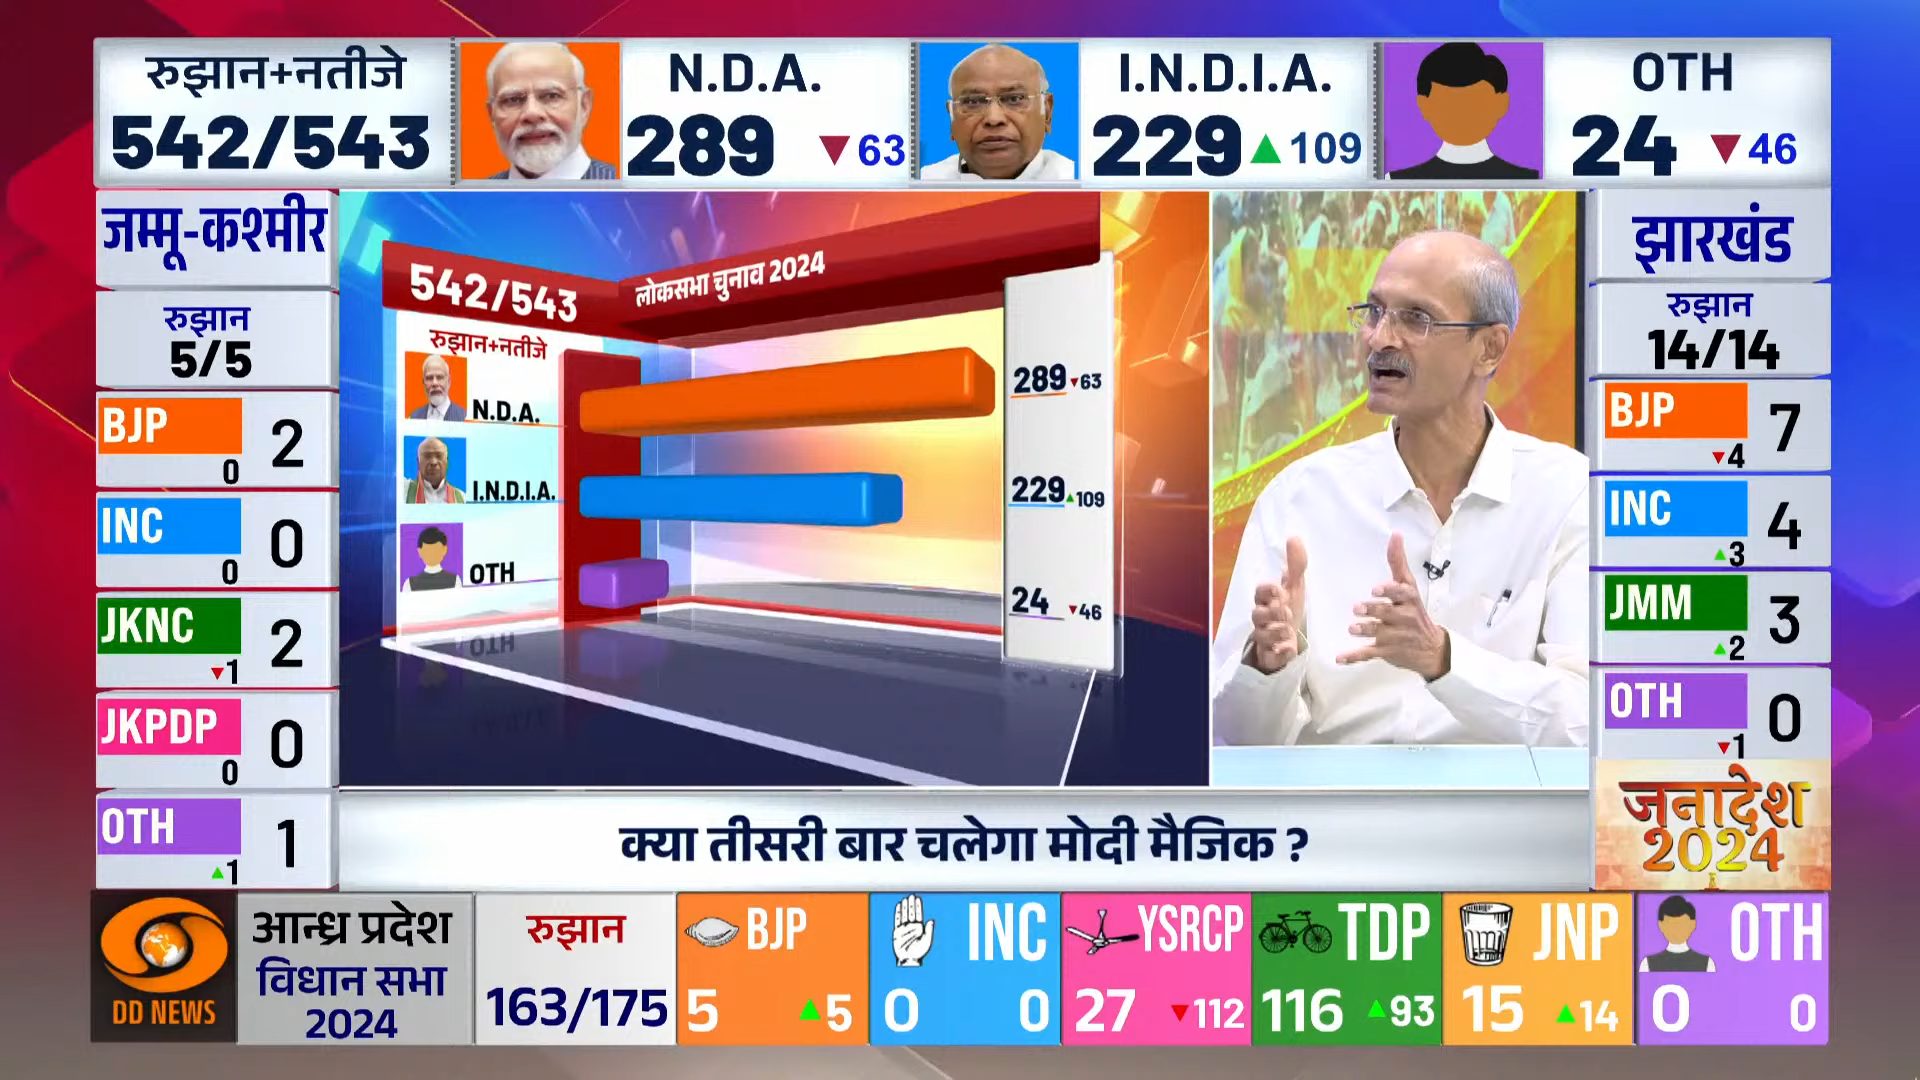 रुझान+नतीजे
542/543
N.D.A.
289 ▼63
I.N.D.I.A.
229 ▲109
OTH
24 ▼46
जम्मू-कश्मीर
रुझान
5/5
BJP
2
0
INC
0
0
JKNC
2
▼1
JKPDP
0
0
OTH
1
▲1
542/543
लोकसभा चुनाव 2024
रुझान+नतीजे
N.D.A.
289 ▼63
I.N.D.I.A.
229 ▲109
OTH
24 ▼46
झारखंड
रुझान
14/14
BJP
7
▼4
INC
4
▲3
JMM
3
▲2
OTH
0
▼1
जनादेश
2024
क्या तीसरी बार चलेगा मोदी मैजिक ?
DD NEWS
आन्ध्र प्रदेश
विधान सभा
2024
रुझान
163/175
BJP
5 ▲5
INC
0 0
YSRCP
27 ▼112
TDP
116 ▲93
JNP
15 ▲14
OTH
0 0